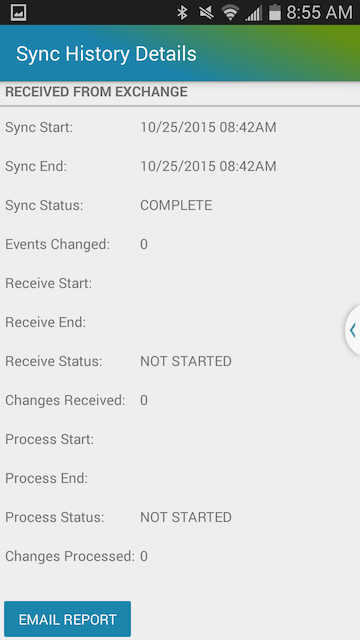 8:55 AM
Sync History Details
RECEIVED FROM EXCHANGE
Sync Start: 10/25/2015 08:42AM
Sync End: 10/25/2015 08:42AM
Sync Status: COMPLETE
Events Changed: 0
Receive Start:
Receive End:
Receive Status: NOT STARTED
Changes Received: 0
Process Start:
Process End:
Process Status: NOT STARTED
Changes Processed: 0
EMAIL REPORT